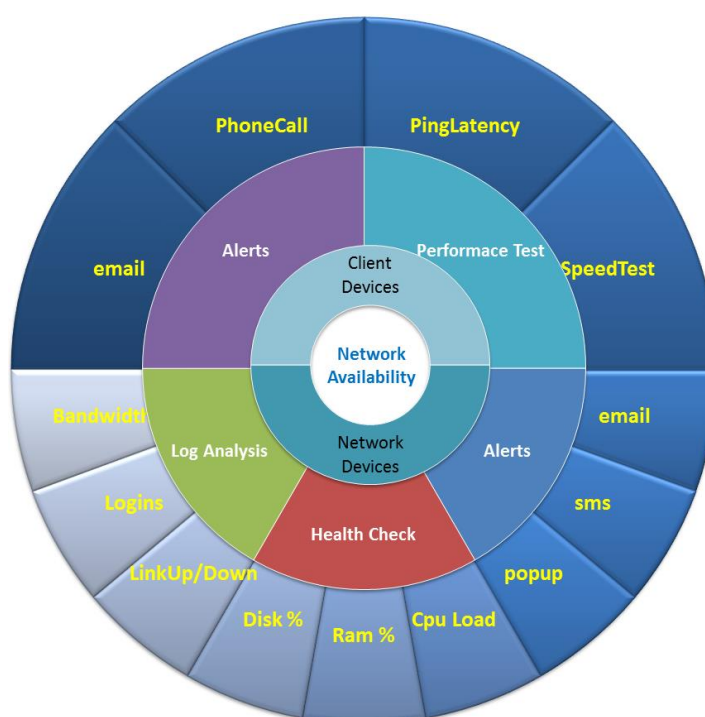 PhoneCall
PingLatency
email
Alerts
Performace Test
SpeedTest
Client
Devices
Network
Availability
Bandwidth
Log Analysis
Network
Devices
Alerts
email
Logins
sms
Health Check
LinkUp/Down
popup
Disk %
Ram %
Cpu Load